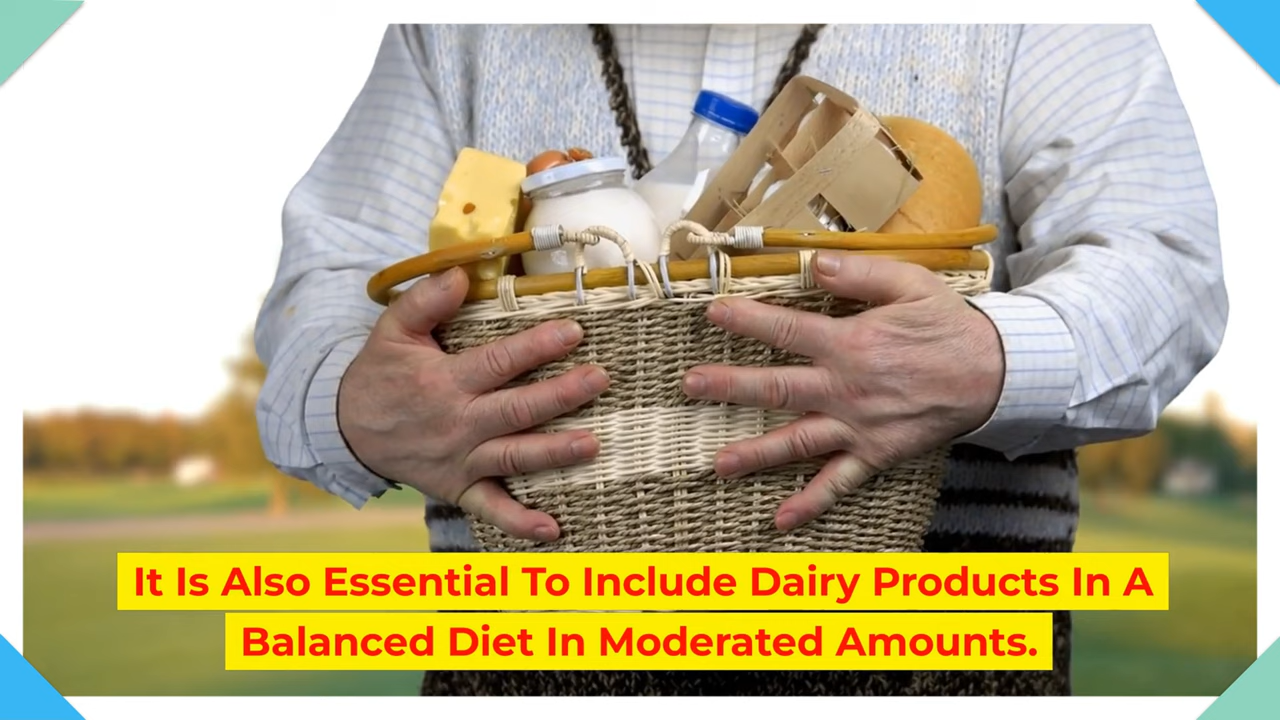 It Is Also Essential To Include Dairy Products In A
Balanced Diet In Moderated Amounts.